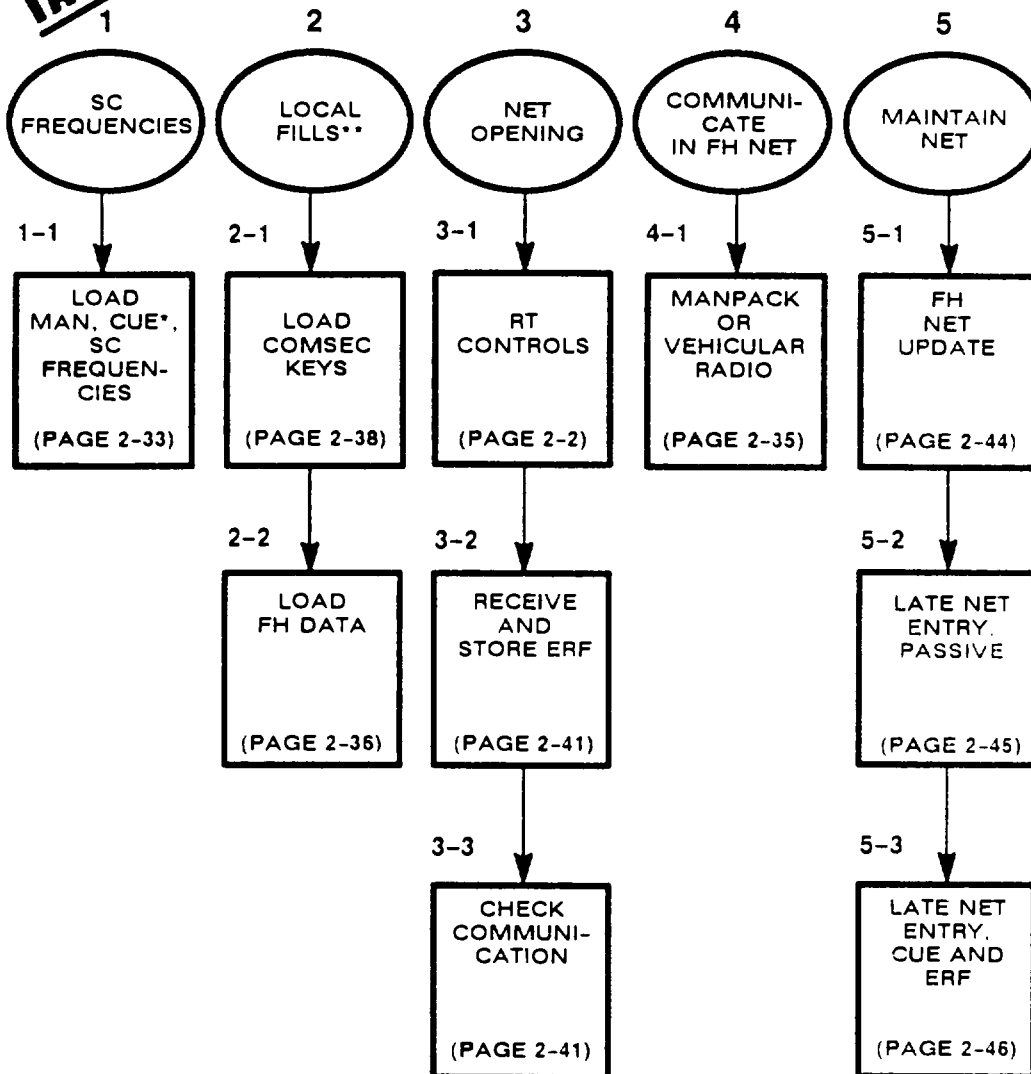 1 2 3 4 5
SC
FREQUENCIES
LOCAL
FILLS**
NET
OPENING
COMMUNI-
CATE
IN FH NET
MAINTAIN
NET
1-1
LOAD
MAN, CUE*,
SC
FREQUEN-
CIES
(PAGE 2-33)
2-1
LOAD
COMSEC
KEYS
(PAGE 2-38)
3-1
RT
CONTROLS
(PAGE 2-2)
4-1
MANPACK
OR
VEHICULAR
RADIO
(PAGE 2-35)
5-1
FH
NET
UPDATE
(PAGE 2-44)
2-2
LOAD
FH DATA
(PAGE 2-36)
3-2
RECEIVE
AND
STORE ERF
(PAGE 2-41)
5-2
LATE NET
ENTRY,
PASSIVE
(PAGE 2-45)
3-3
CHECK
COMMUNI-
CATION
(PAGE 2-41)
5-3
LATE NET
ENTRY,
CUE AND
ERF
(PAGE 2-46)